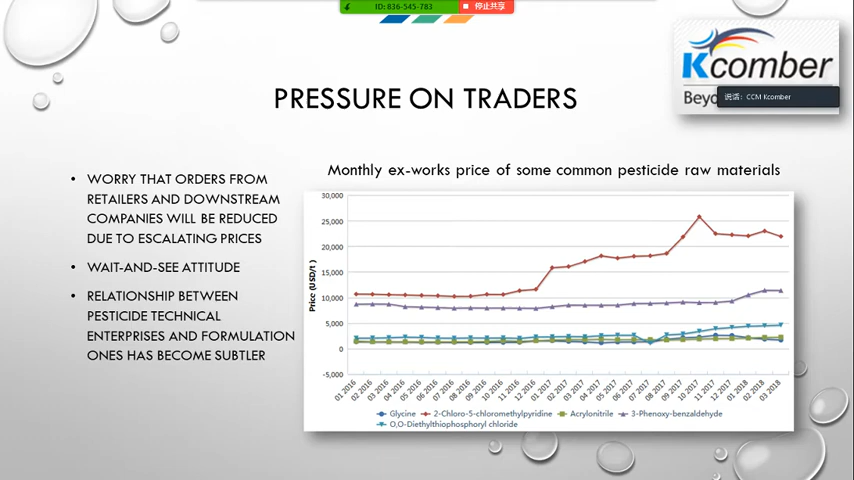 ID: 836-545-783
停止共享
Kcomber
Beyo
说话: CCM Kcomber
PRESSURE ON TRADERS
• WORRY THAT ORDERS FROM
RETAILERS AND DOWNSTREAM
COMPANIES WILL BE REDUCED
DUE TO ESCALATING PRICES
• WAIT-AND-SEE ATTITUDE
• RELATIONSHIP BETWEEN
PESTICIDE TECHNICAL
ENTERPRISES AND FORMULATION
ONES HAS BECOME SUBTLER
Monthly ex-works price of some common pesticide raw materials
Price (USD/t)
30,000
25,000
20,000
15,000
10,000
5,000
0
-5,000
01 2016
02 2016
03 2016
04 2016
05 2016
06 2016
07 2016
08 2016
09 2016
10 2016
11 2016
12 2016
01 2017
02 2017
03 2017
04 2017
05 2017
06 2017
07 2017
08 2017
09 2017
10 2017
11 2017
12 2017
01 2018
02 2018
03 2018
Glycine 2-Chloro-5-chloromethylpyridine Acrylonitrile 3-Phenoxy-benzaldehyde
O,O-Diethylthiophosphoryl chloride